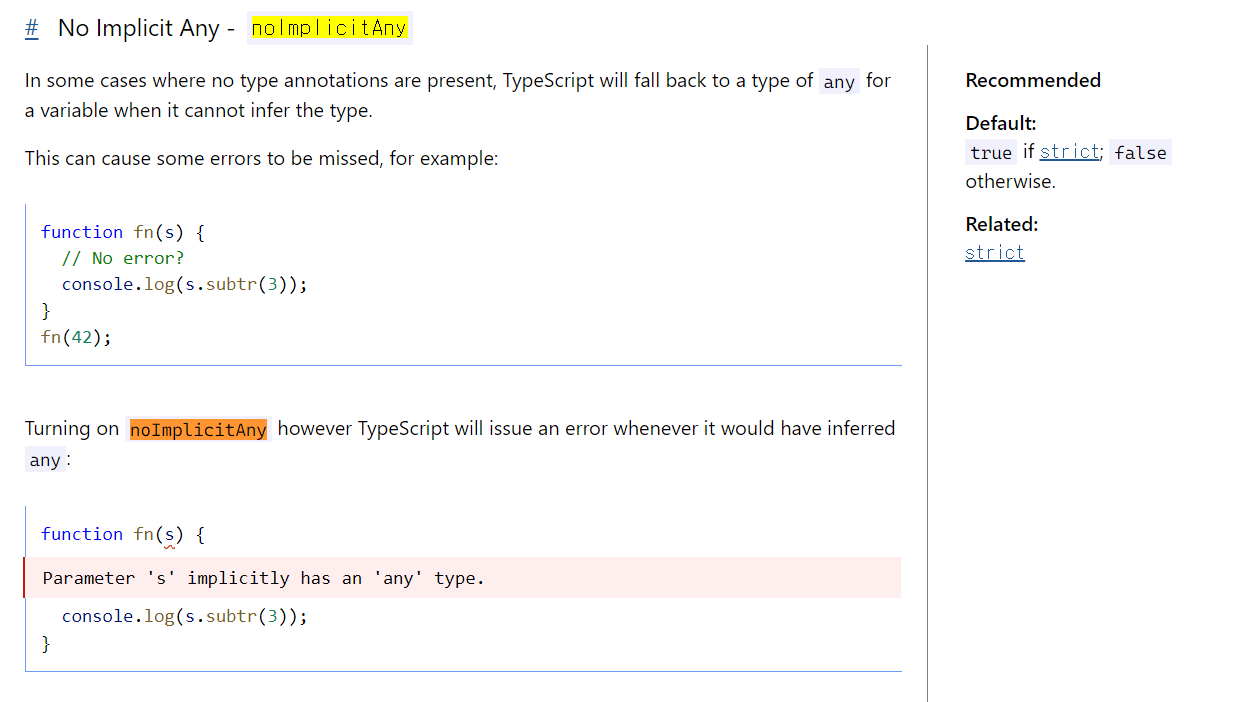 # No Implicit Any - noImplicitAny
In some cases where no type annotations are present, TypeScript will fall back to a type of any for
a variable when it cannot infer the type.
This can cause some errors to be missed, for example:
function fn(s) {
  // No error?
  console.log(s.subtr(3));
}
fn(42);
Turning on noImplicitAny however TypeScript will issue an error whenever it would have inferred
any:
function fn(s) {
Parameter 's' implicitly has an 'any' type.
  console.log(s.subtr(3));
}
Recommended
Default:
true if strict; false
otherwise.
Related:
strict